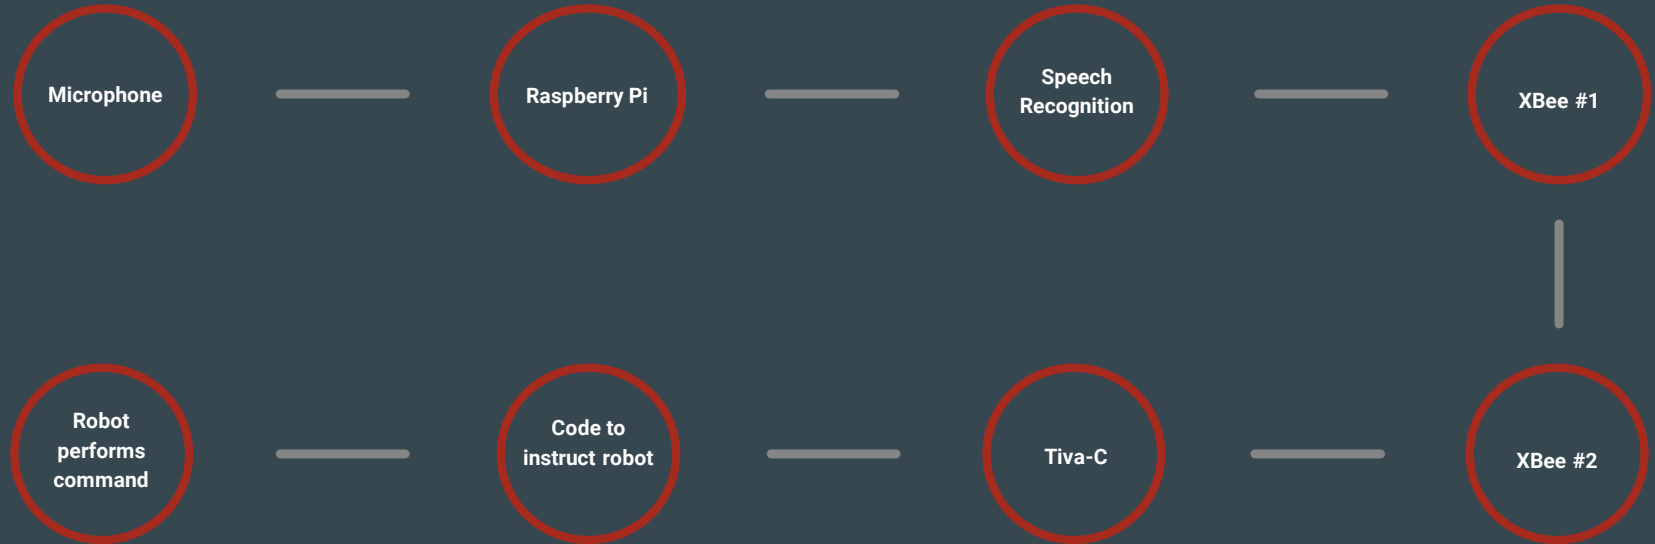 Microphone
Raspberry Pi
Speech
Recognition
XBee #1
Robot
performs
command
Code to
instruct robot
Tiva-C
XBee #2